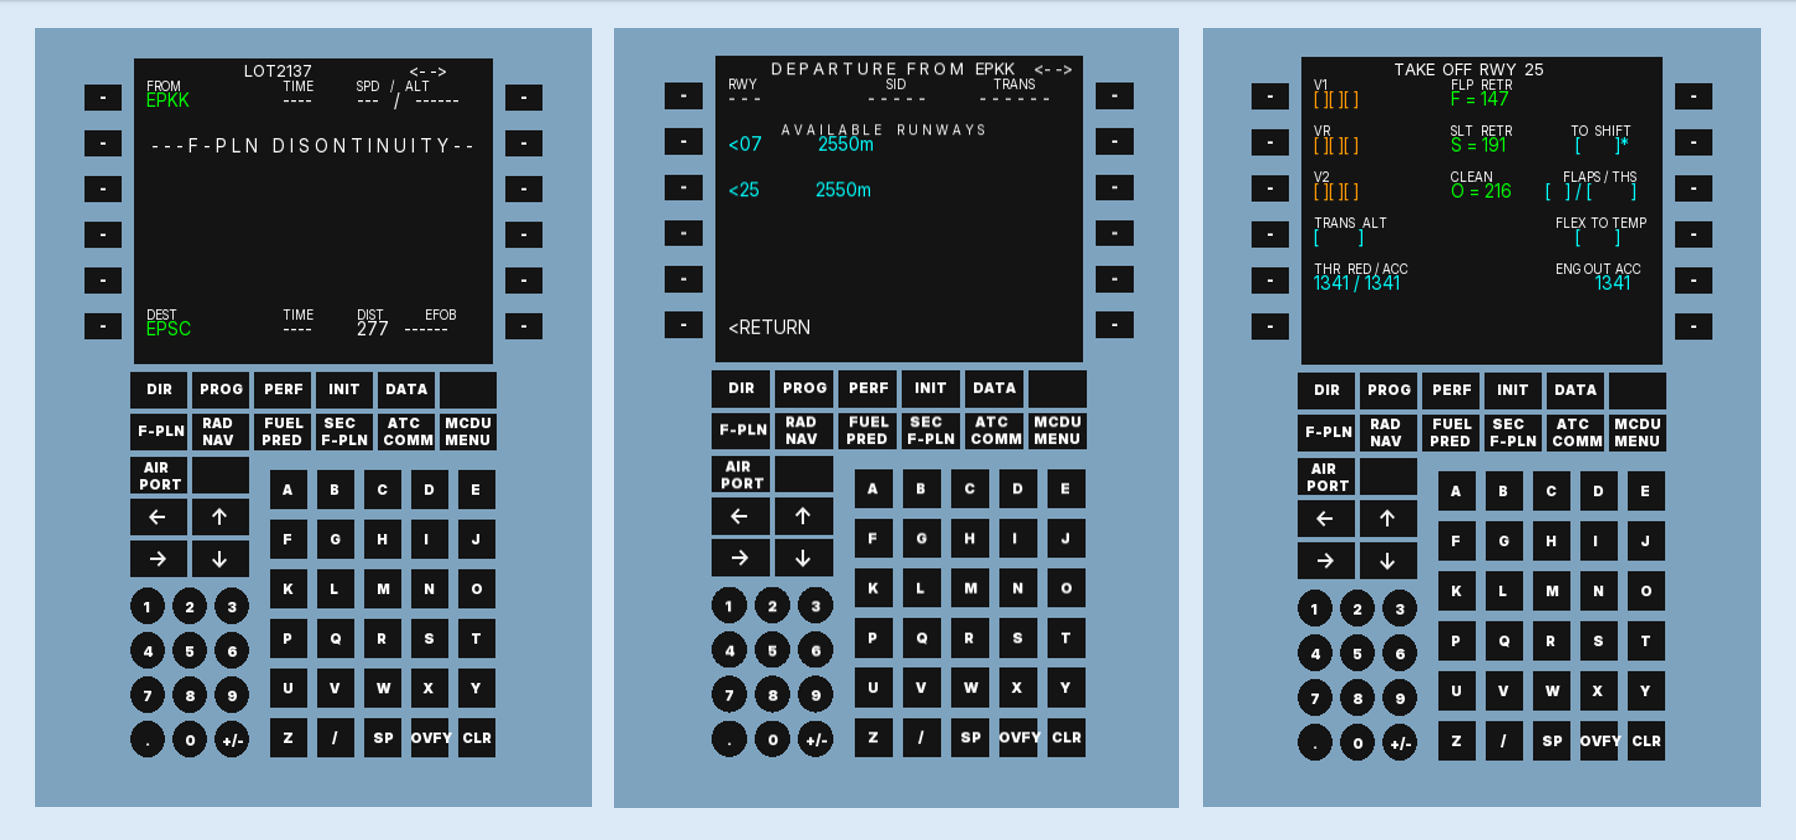 LOT2137 <- ->
FROM TIME SPD / ALT
EPKK ---- --- / ------
---F-PLN DISONTINUITY--
DEST TIME DIST EFOB
EPSC ---- 277 ------
- -
- -
- -
- -
- -
- -
DIR PROG PERF INIT DATA
F-PLN RAD NAV FUEL PRED SEC F-PLN ATC COMM MCDU MENU
AIR PORT
← ↑
→ ↓
A B C D E
F G H I J
K L M N O
P Q R S T
U V W X Y
Z / SP OVFY CLR
1 2 3
4 5 6
7 8 9
. 0 +/-
DEPARTURE FROM EPKK <- ->
RWY SID TRANS
--- ----- ------
AVAILABLE RUNWAYS
<07 2550m
<25 2550m
<RETURN
- -
- -
- -
- -
- -
- -
DIR PROG PERF INIT DATA
F-PLN RAD NAV FUEL PRED SEC F-PLN ATC COMM MCDU MENU
AIR PORT
← ↑
→ ↓
A B C D E
F G H I J
K L M N O
P Q R S T
U V W X Y
Z / SP OVFY CLR
1 2 3
4 5 6
7 8 9
. 0 +/-
TAKE OFF RWY 25
V1 FLP RETR
[ ][ ][ ] F = 147
VR SLT RETR TO SHIFT
[ ][ ][ ] S = 191 [ ]*
V2 CLEAN FLAPS / THS
[ ][ ][ ] O = 216 [ ] / [ ]
TRANS ALT FLEX TO TEMP
[ ] [ ]
THR RED / ACC ENG OUT ACC
1341 / 1341 1341
- -
- -
- -
- -
- -
- -
DIR PROG PERF INIT DATA
F-PLN RAD NAV FUEL PRED SEC F-PLN ATC COMM MCDU MENU
AIR PORT
← ↑
→ ↓
A B C D E
F G H I J
K L M N O
P Q R S T
U V W X Y
Z / SP OVFY CLR
1 2 3
4 5 6
7 8 9
. 0 +/-